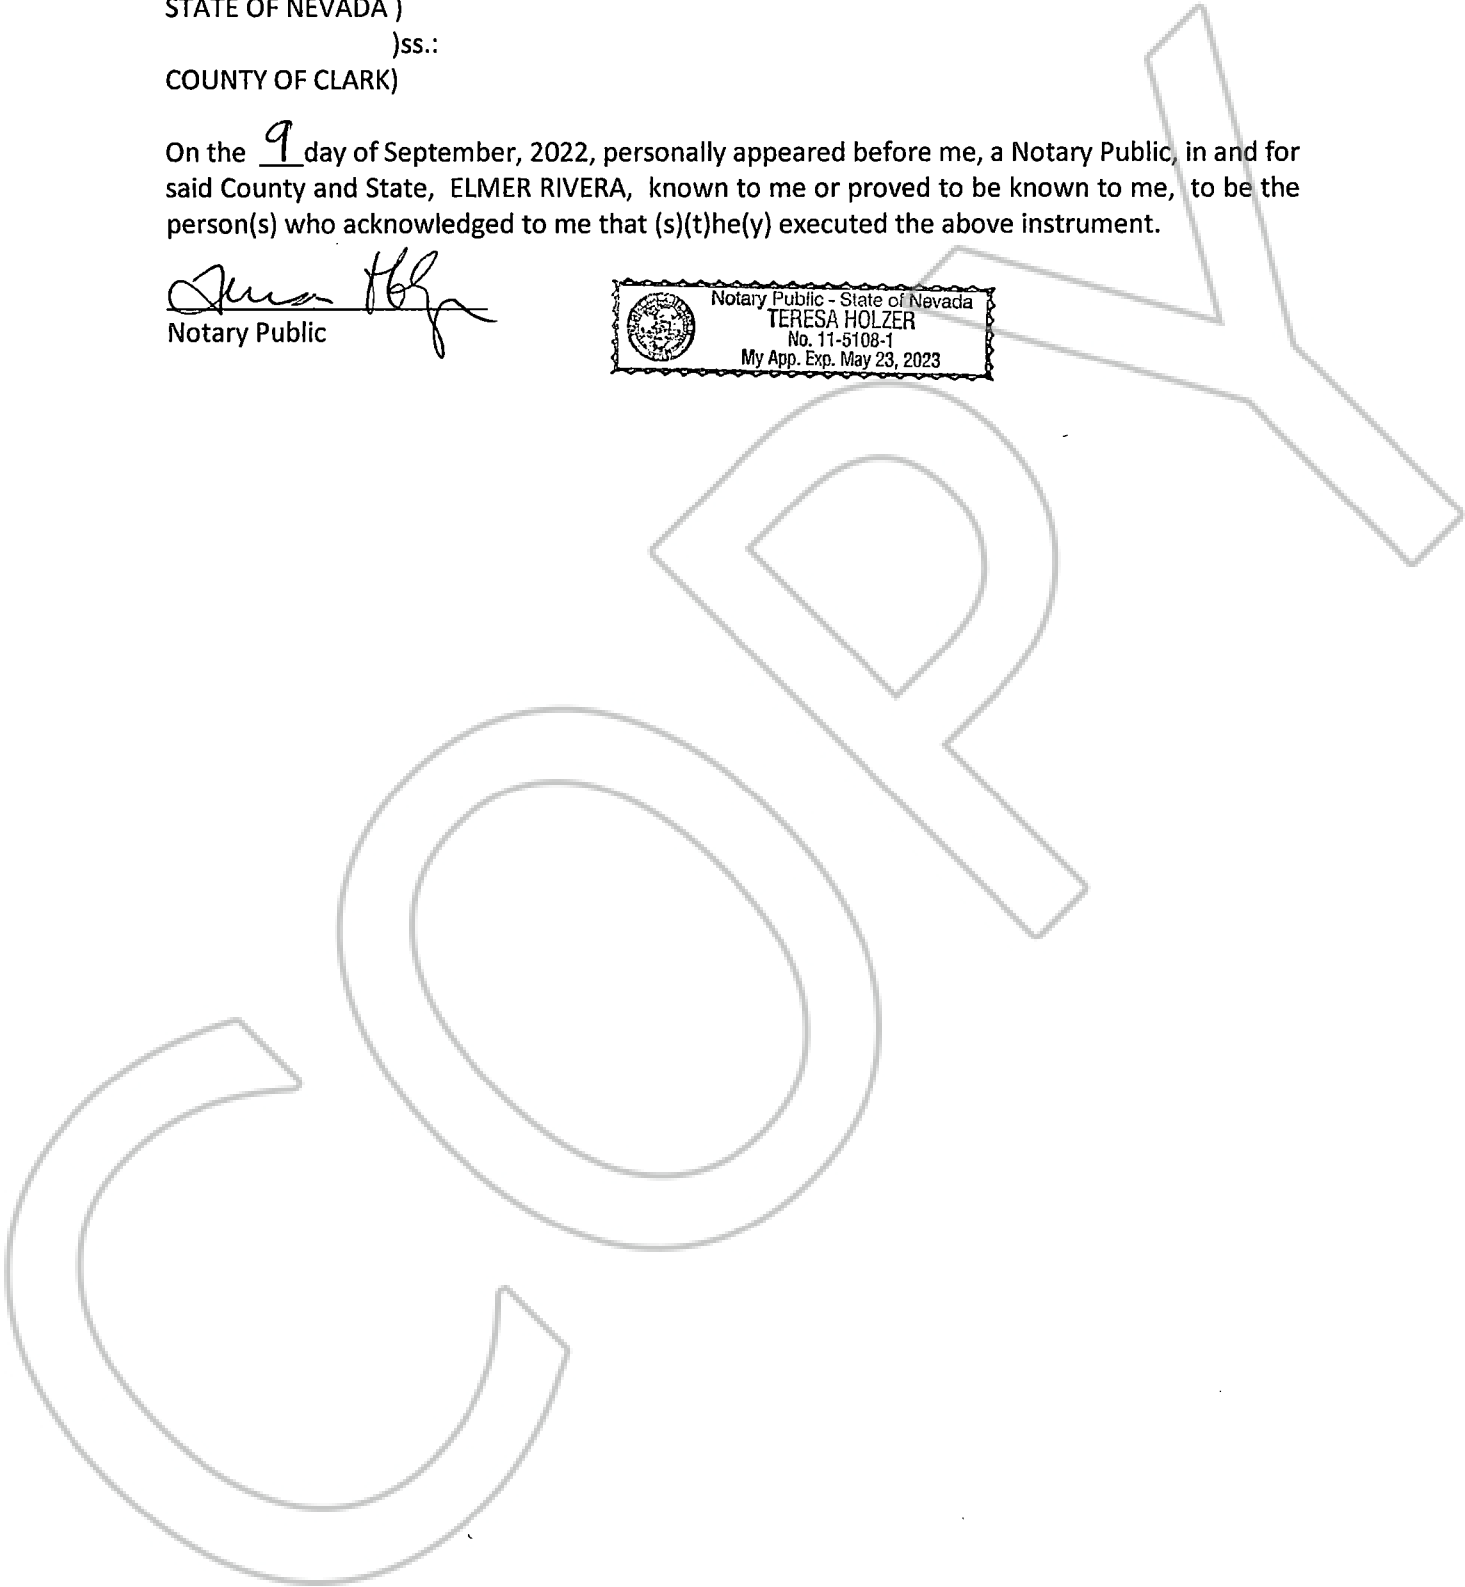 STATE OF NEVADA )
)ss.:
COUNTY OF CLARK)
On the 9 day of September, 2022, personally appeared before me, a Notary Public, in and for
said County and State, ELMER RIVERA, known to me or proved to be known to me, to be the
person(s) who acknowledged to me that (s)(t)he(y) executed the above instrument.
Teresa Holzer
Notary Public
Notary Public - State of Nevada
TERESA HOLZER
No. 11-5108-1
My App. Exp. May 23, 2023
COPY